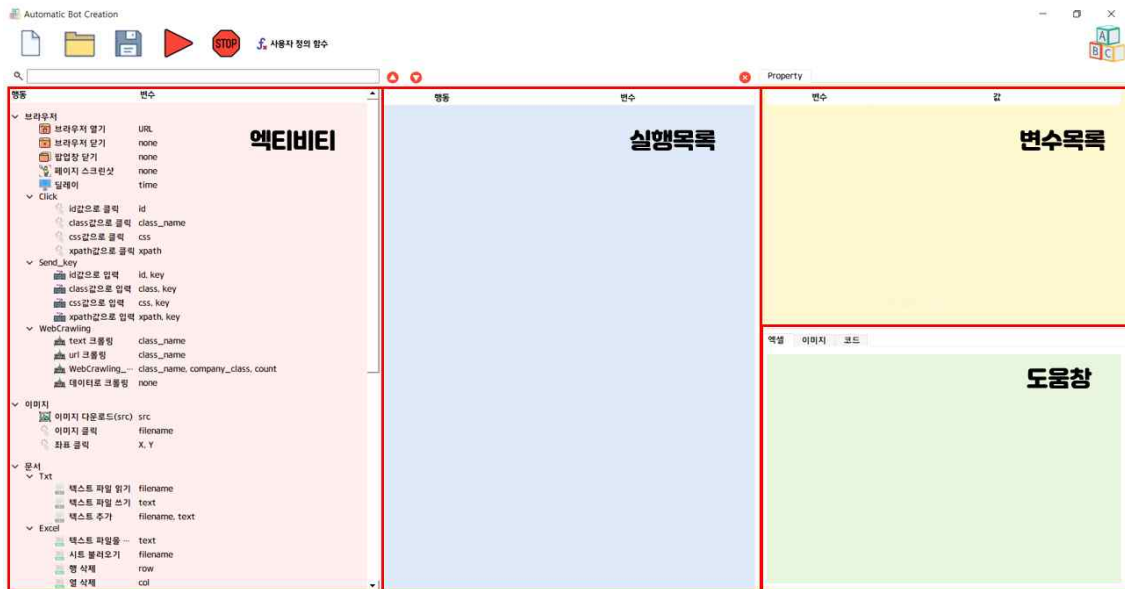 Automatic Bot Creation
STOP
사용자 정의 함수
A
B C
Property
행동 변수
행동 변수
변수 값
엑티비티
실행목록
변수목록
브라우저
브라우저 열기 URL
브라우저 닫기 none
팝업창 닫기 none
페이지 스크린샷 none
딜레이 time
Click
id값으로 클릭 id
class값으로 클릭 class_name
css값으로 클릭 css
xpath값으로 클릭 xpath
Send_key
id값으로 입력 id, key
class값으로 입력 class, key
css값으로 입력 css, key
xpath값으로 입력 xpath, key
WebCrawling
text 크롤링 class_name
url 크롤링 class_name
WebCrawling_··· class_name, company_class, count
데이터로 크롤링 none
이미지
이미지 다운로드(src) src
이미지 클릭 filename
좌표 클릭 X, Y
문서
Txt
텍스트 파일 읽기 filename
텍스트 파일 쓰기 text
텍스트 추가 filename, text
Excel
텍스트 파일을 ··· text
시트 불러오기 filename
행 삭제 row
열 삭제 col
엑셀 이미지 코드
도움창